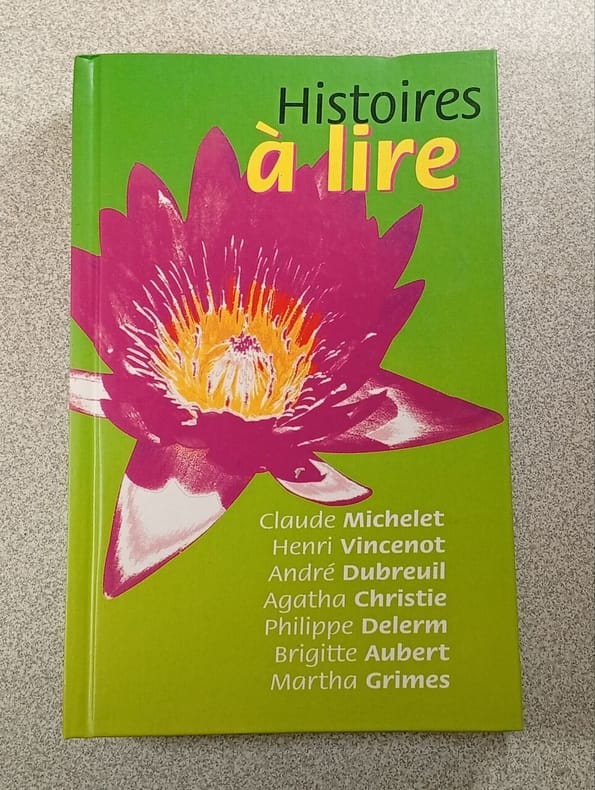 Histoires
à lire
Claude Michelet
Henri Vincenot
André Dubreuil
Agatha Christie
Philippe Delerm
Brigitte Aubert
Martha Grimes